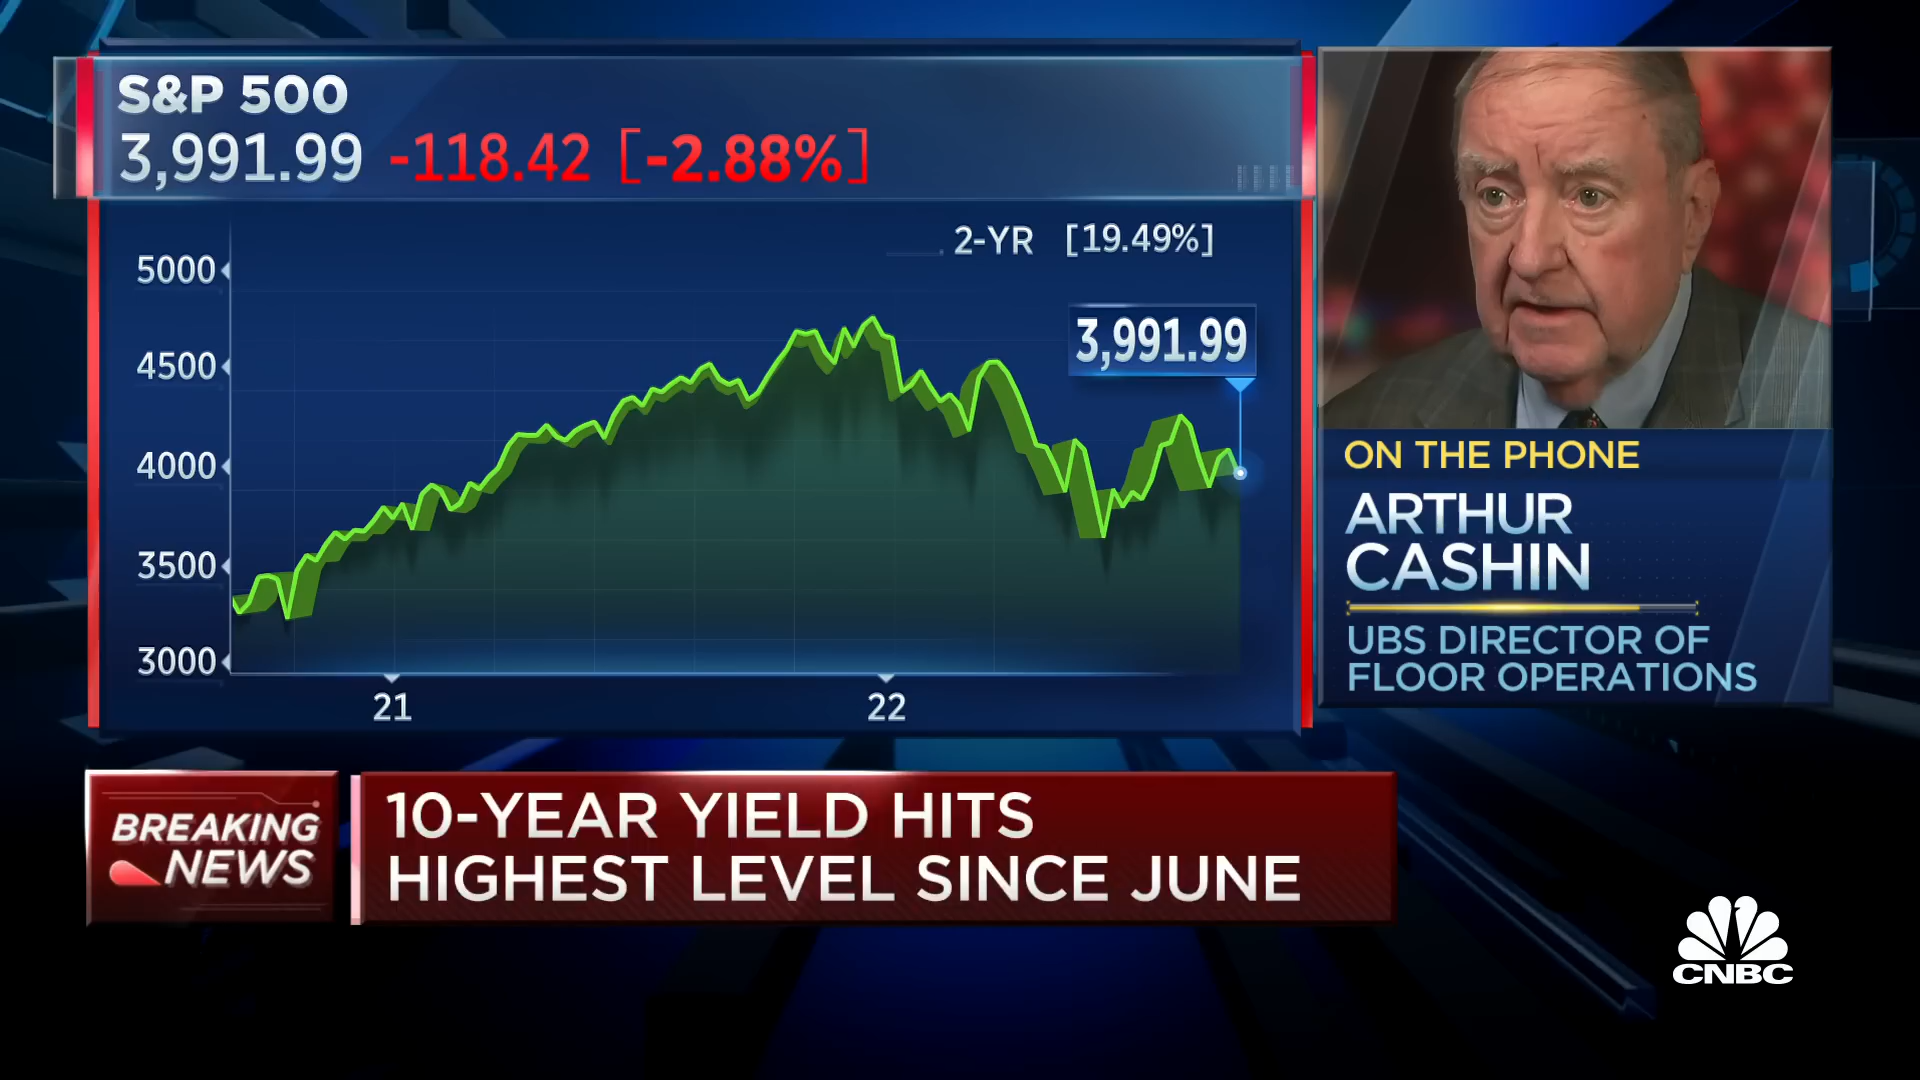 S&P 500
3,991.99 -118.42 [-2.88%]
2-YR [19.49%]
5000
4500
4000
3500
3000
3,991.99
21 22
ON THE PHONE
ARTHUR
CASHIN
UBS DIRECTOR OF
FLOOR OPERATIONS
BREAKING
NEWS
10-YEAR YIELD HITS
HIGHEST LEVEL SINCE JUNE
CNBC